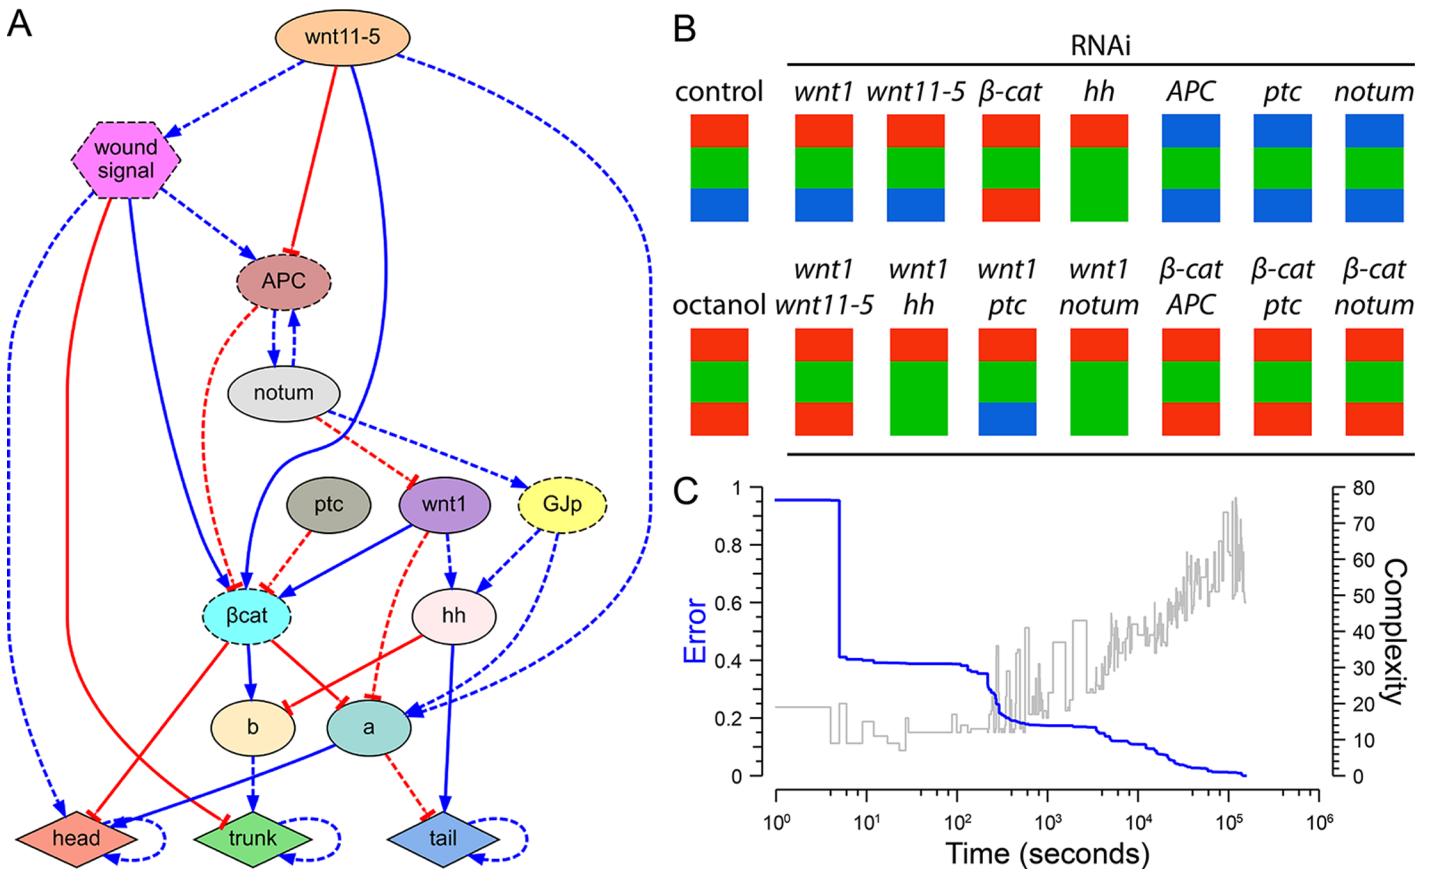 A
wnt11-5
wound
signal
APC
notum
ptc
wnt1
GJp
βcat
hh
b
a
head
trunk
tail
B
RNAi
control
wnt1
wnt11-5
β-cat
hh
APC
ptc
notum
wnt1
wnt1
wnt1
wnt1
β-cat
β-cat
β-cat
octanol
wnt11-5
hh
ptc
notum
APC
ptc
notum
C
1
0.8
0.6
0.4
0.2
0
Error
80
70
60
50
40
30
20
10
0
Complexity
10⁰
10¹
10²
10³
10⁴
10⁵
10⁶
Time (seconds)